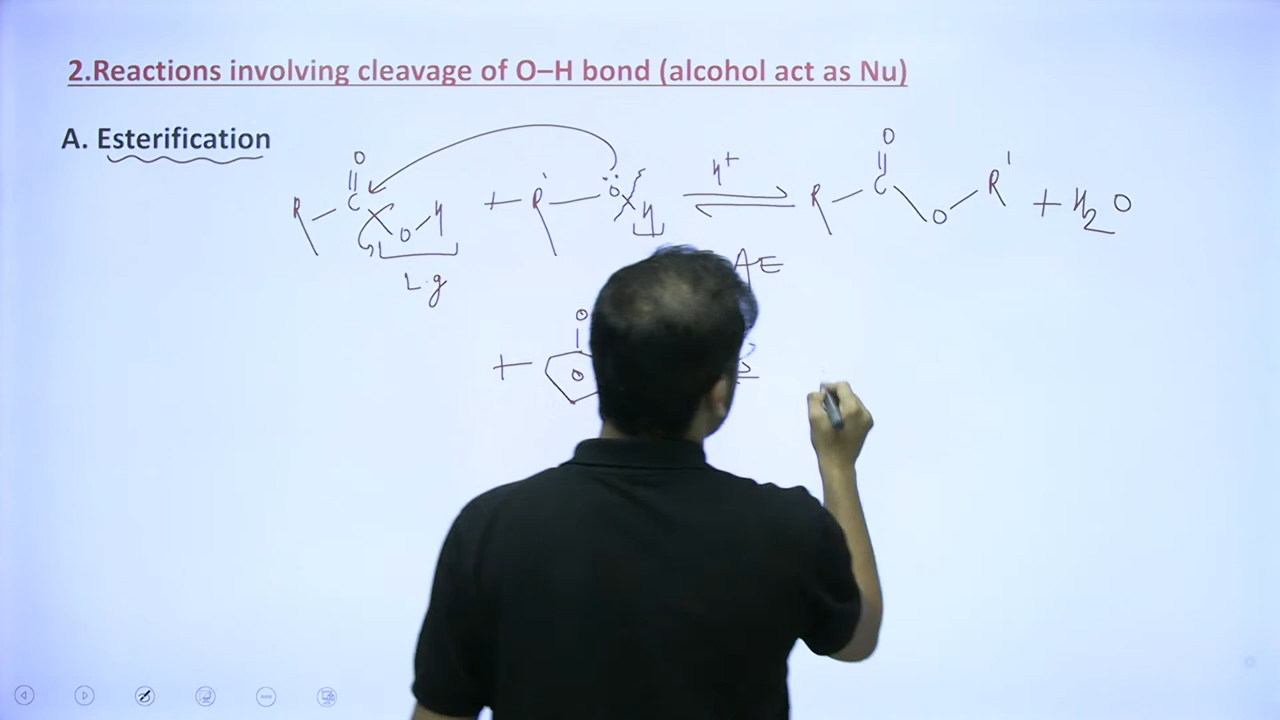 2.Reactions involving cleavage of O–H bond (alcohol act as Nu)
A. Esterification
R C O O H + R' O H H+ R C O O R' + H2O
L.g
AE
+ O